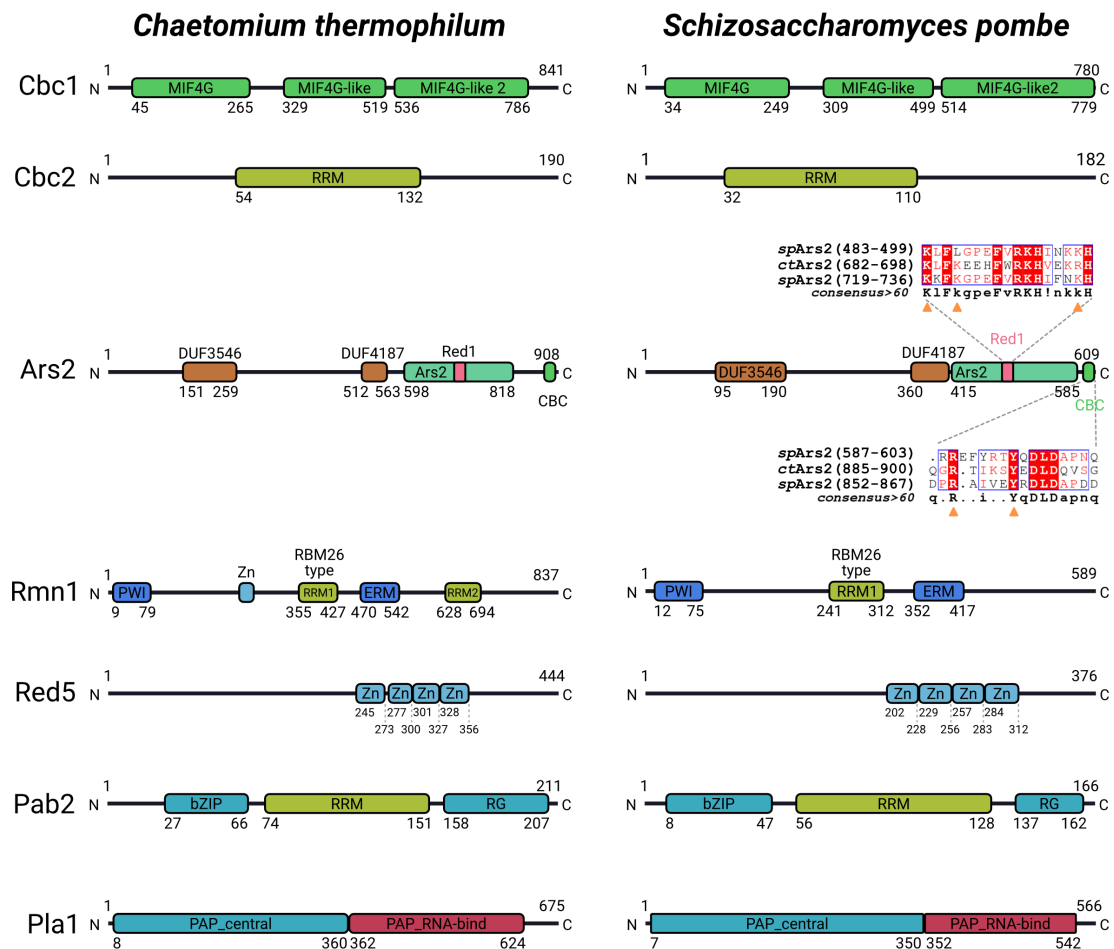 Chaetomium thermophilum
Schizosaccharomyces pombe
Cbc1
N 1 MIF4G MIF4G-like MIF4G-like 2 841 C
45 265 329 519 536 786
N 1 MIF4G MIF4G-like MIF4G-like2 780 C
34 249 309 499 514 779
Cbc2
N 1 RRM 190 C
54 132
N 1 RRM 182 C
32 110
spArs2(483-499) KLFLGPEFVRKHINKKH
ctArs2(682-698) KLFKEEHFWRKHVEKRH
spArs2(719-736) KKFKGPEFVRKHIFNKH
consensus>60 KlFkgpeFvRKH!nkkH
Red1
Ars2
1 DUF3546 DUF4187 Red1 908
N Ars2 C
151 259 512 563 598 818 CBC
1 DUF4187 609
N DUF3546 Ars2 C
95 190 360 415 585 CBC
spArs2(587-603) .RREFYRTYQDLDAPNQ
ctArs2(885-900) QGR.TIKSYEDLDQVSG
spArs2(852-867) DPR.AIVEYRDLDAPDD
consensus>60 q.R..i..YqDLDapnq
Rmn1
RBM26
type
1 Zn 837
N PWI RRM1 ERM RRM2 C
9 79 355 427 470 542 628 694
RBM26
type
1 589
N PWI RRM1 ERM C
12 75 241 312 352 417
Red5
1 444
N Zn Zn Zn Zn C
245 277 301 328
273 300 327 356
1 376
N Zn Zn Zn Zn C
202 229 257 284
228 256 283 312
Pab2
1 211
N bZIP RRM RG C
27 66 74 151 158 207
1 166
N bZIP RRM RG C
8 47 56 128 137 162
Pla1
1 675
N PAP_central PAP_RNA-bind C
8 360 362 624
1 566
N PAP_central PAP_RNA-bind C
7 350 352 542